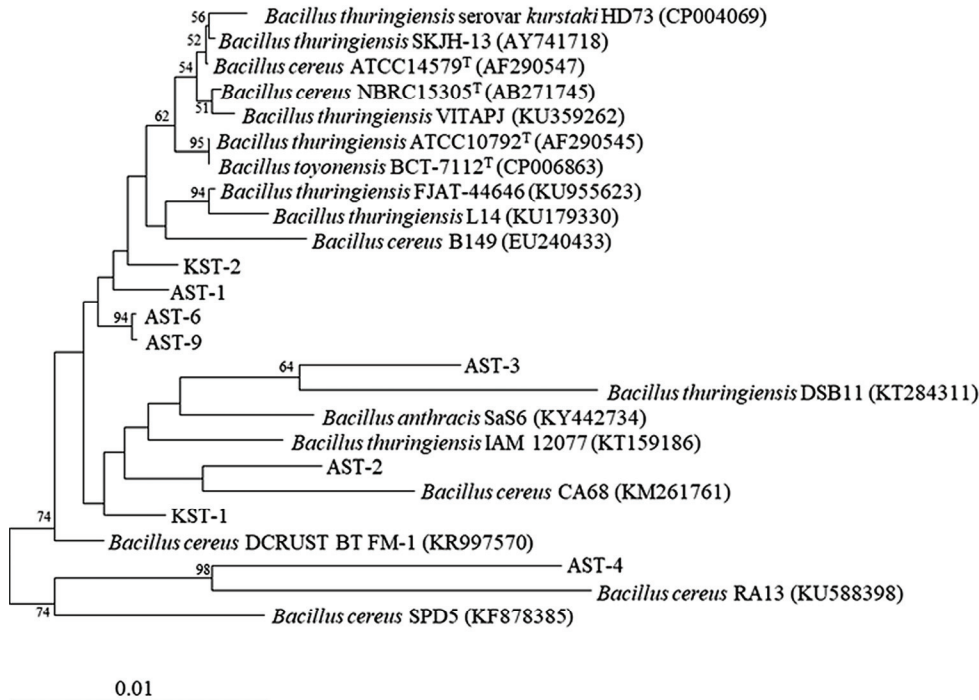 56
Bacillus thuringiensis serovar kurstaki HD73 (CP004069)
52
Bacillus thuringiensis SKJH-13 (AY741718)
54
Bacillus cereus ATCC14579ᵀ (AF290547)
Bacillus cereus NBRC15305ᵀ (AB271745)
51
Bacillus thuringiensis VITAPJ (KU359262)
62
95
Bacillus thuringiensis ATCC10792ᵀ (AF290545)
Bacillus toyonensis BCT-7112ᵀ (CP006863)
94
Bacillus thuringiensis FJAT-44646 (KU955623)
Bacillus thuringiensis L14 (KU179330)
Bacillus cereus B149 (EU240433)
KST-2
AST-1
94
AST-6
AST-9
64
AST-3
Bacillus thuringiensis DSB11 (KT284311)
Bacillus anthracis SaS6 (KY442734)
Bacillus thuringiensis IAM 12077 (KT159186)
AST-2
Bacillus cereus CA68 (KM261761)
KST-1
74
Bacillus cereus DCRUST BT FM-1 (KR997570)
98
AST-4
Bacillus cereus RA13 (KU588398)
74
Bacillus cereus SPD5 (KF878385)
0.01